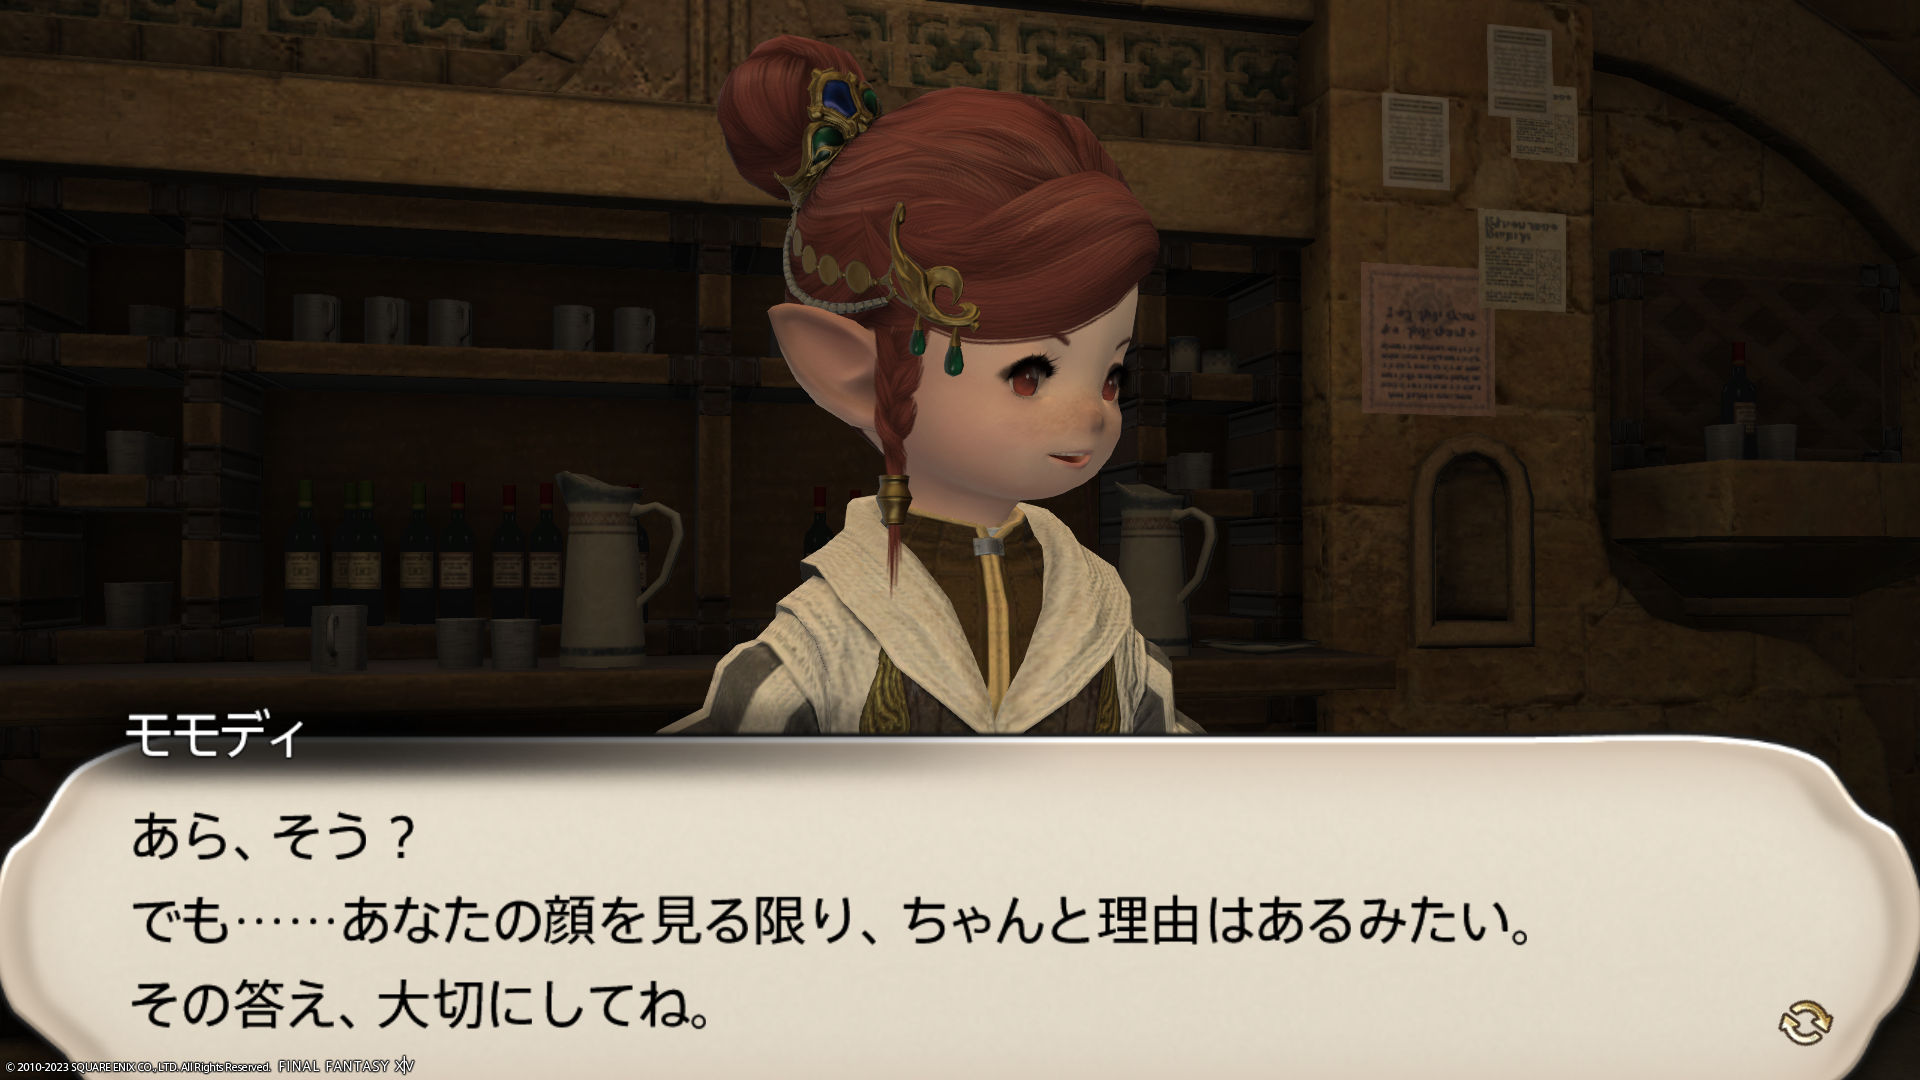 モモディ
あら、そう？
でも……あなたの顔を見る限り、ちゃんと理由はあるみたい。
その答え、大切にしてね。
© 2010-2023 SQUARE ENIX CO., LTD. All Rights Reserved. FINAL FANTASY XIV